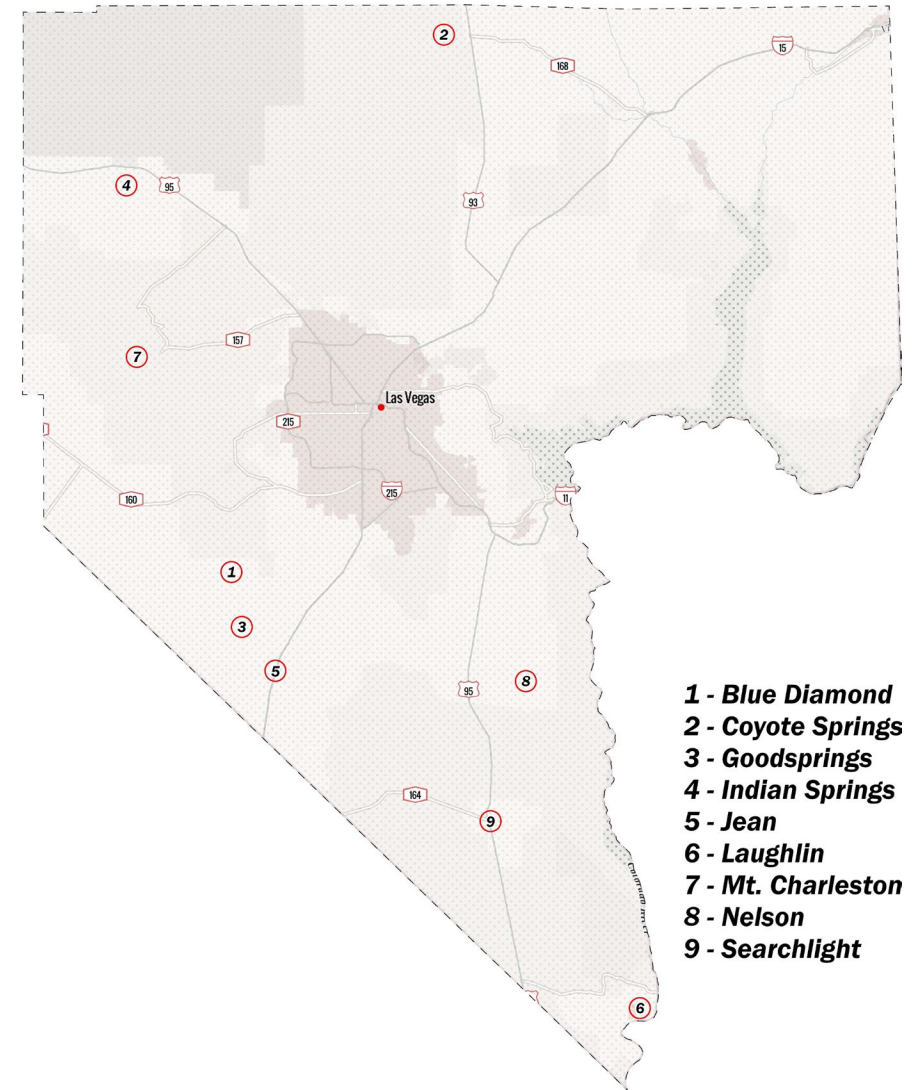 2
168
15
4
95
93
7
157
Las Vegas
215
160
215
11
1
3
5
95
8
164
9
6
1 - Blue Diamond
2 - Coyote Springs
3 - Goodsprings
4 - Indian Springs
5 - Jean
6 - Laughlin
7 - Mt. Charleston
8 - Nelson
9 - Searchlight